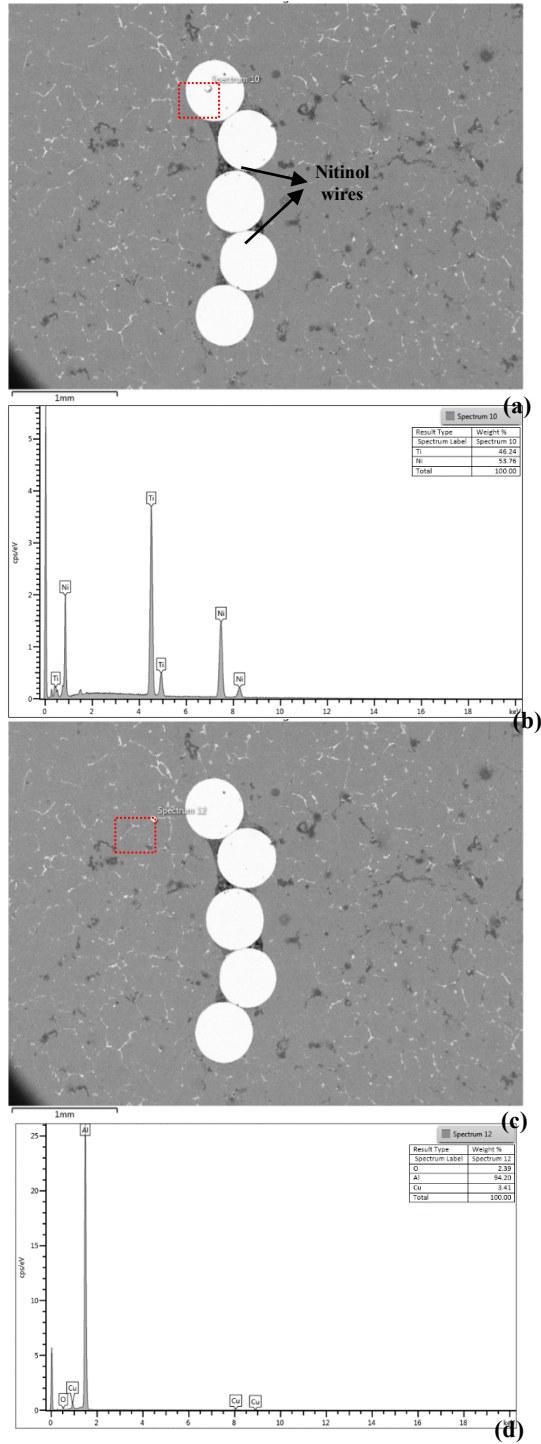 Spectrum 10
Nitinol
wires
1mm
(a)
Spectrum 10
Result Type Weight %
Spectrum Label Spectrum 10
Ti 46.24
Ni 53.76
Total 100.00
cps/eV
5
4
3
2
1
0
Ti
Ni
Ti
Ni
Ti
Ni
0 2 4 6 8 10 12 14 16 18 keV
(b)
Spectrum 12
1mm
(c)
Spectrum 12
Result Type Weight %
Spectrum Label Spectrum 12
O 2.39
Al 94.20
Cu 3.41
Total 100.00
cps/eV
25
20
15
10
5
0
Al
O
Cu
Cu
Cu
0 2 4 6 8 10 12 14 16 18 keV
(d)